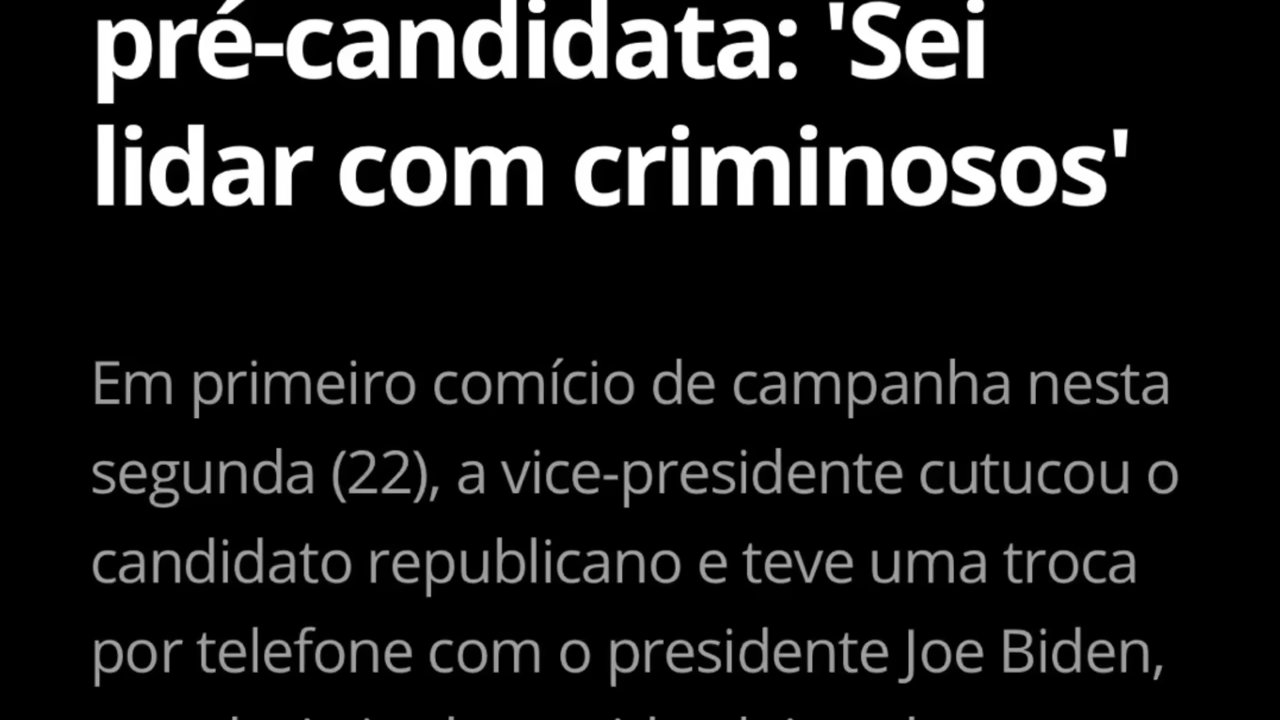 pré-candidata: 'Sei
lidar com criminosos'
Em primeiro comício de campanha nesta
segunda (22), a vice-presidente cutucou o
candidato republicano e teve uma troca
por telefone com o presidente Joe Biden,